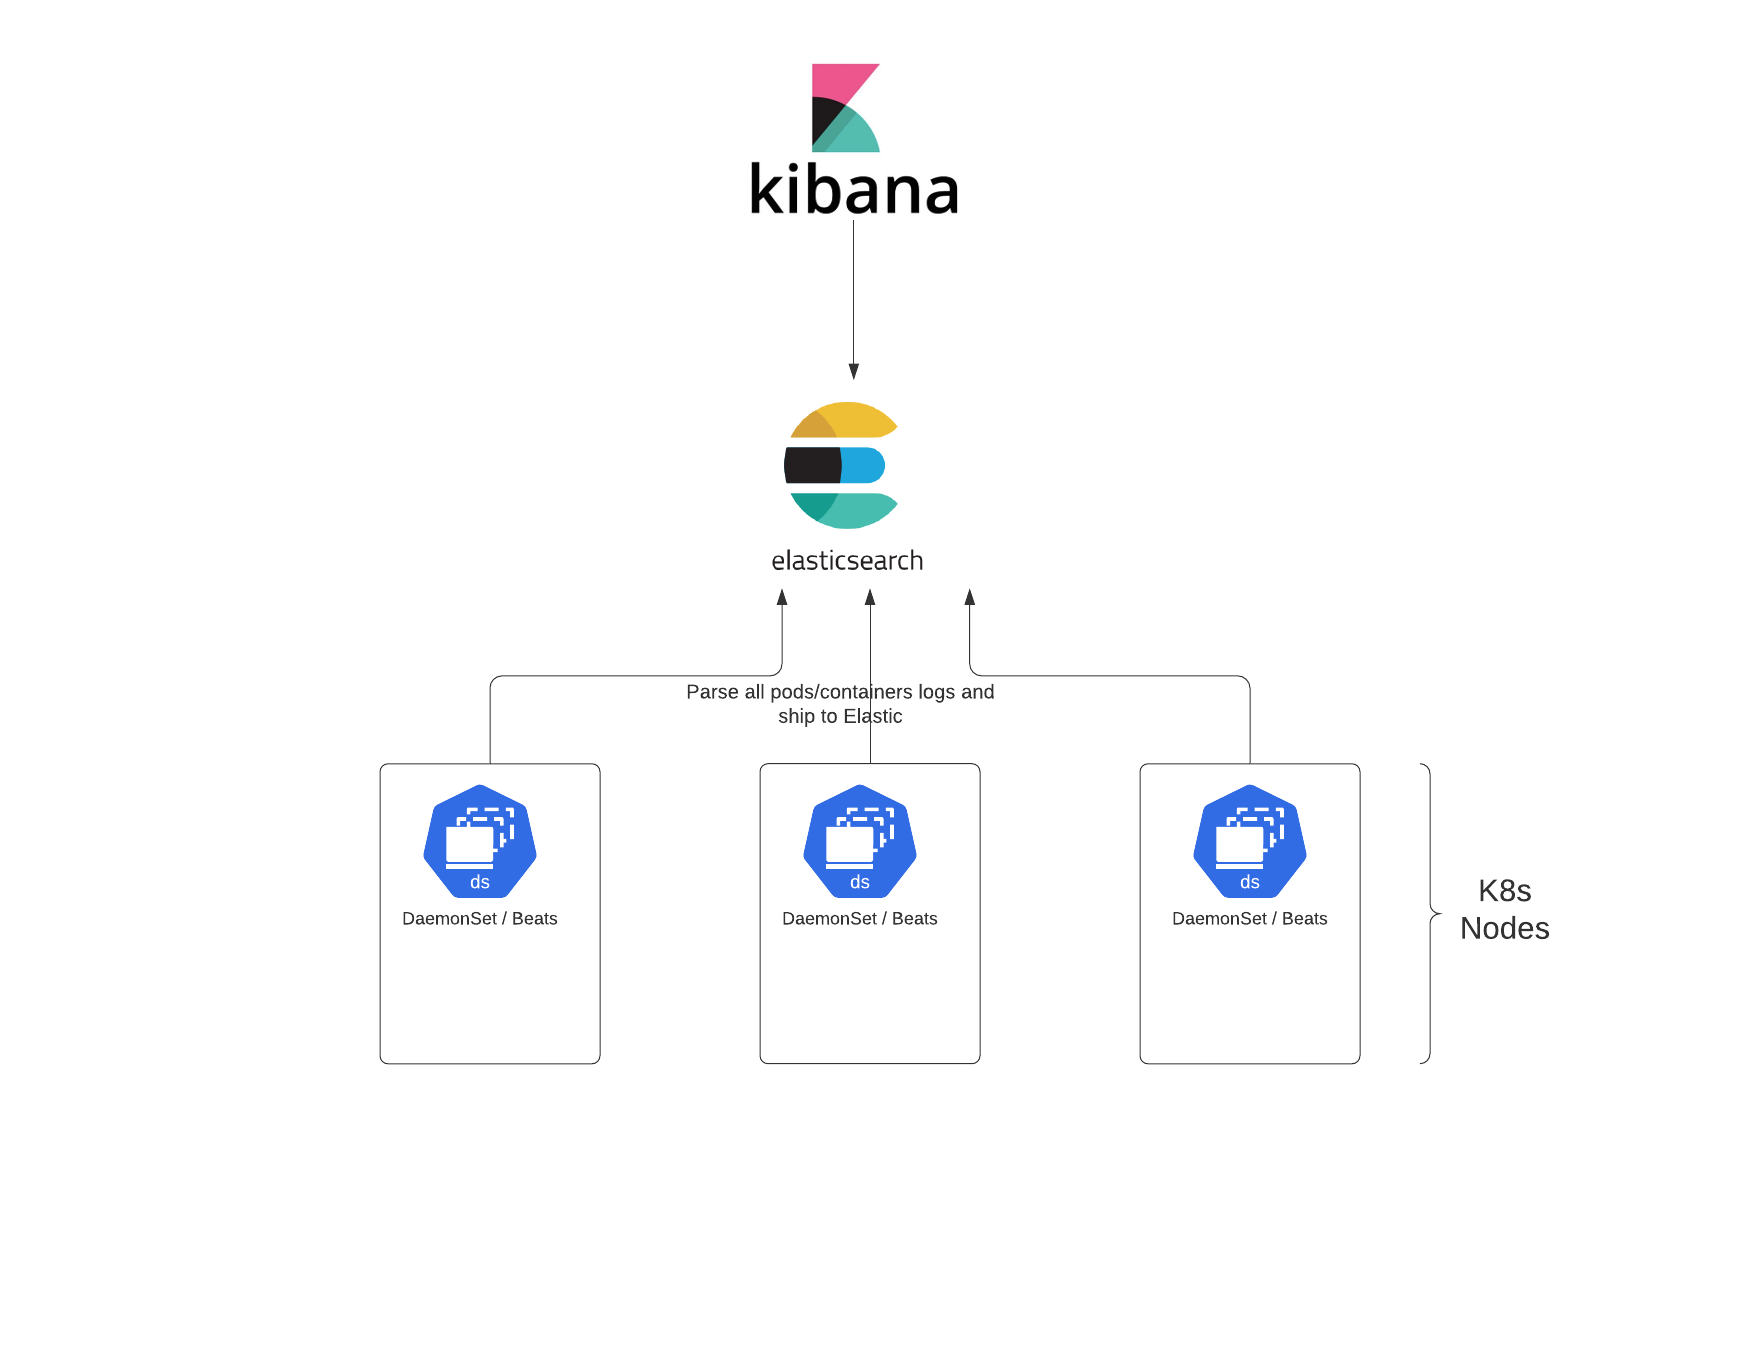 kibana
elasticsearch
Parse all pods/containers logs and
ship to Elastic
ds
DaemonSet / Beats
ds
DaemonSet / Beats
ds
DaemonSet / Beats
K8s
Nodes